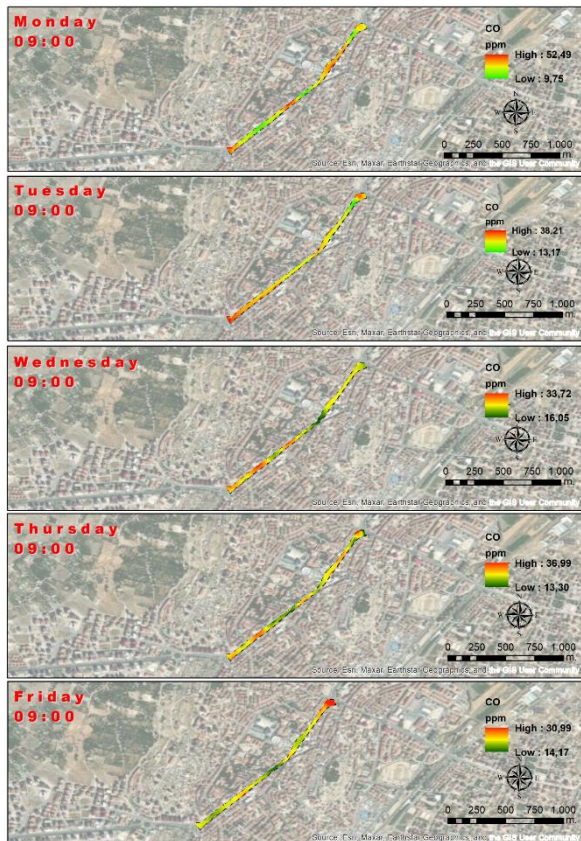 Monday
09:00
CO
ppm
High : 52,49
Low : 9,75
N
W E
S
0 250 500 1.000
m.
Source: Esri, Maxar, Earthstar Geographics, and the GIS User Community
Tuesday
09:00
CO
ppm
High : 38,21
Low : 13,17
N
W E
S
0 250 500 1.000
m.
Source: Esri, Maxar, Earthstar Geographics, and the GIS User Community
Wednesday
09:00
CO
ppm
High : 33,72
Low : 16,05
N
W E
S
0 250 500 1.000
m.
Source: Esri, Maxar, Earthstar Geographics, and the GIS User Community
Thursday
09:00
CO
ppm
High : 36,99
Low : 13,30
N
W E
S
0 250 500 1.000
m.
Source: Esri, Maxar, Earthstar Geographics, and the GIS User Community
Friday
09:00
CO
ppm
High : 30,99
Low : 14,17
N
W E
S
0 250 500 1.000
m.
Source: Esri, Maxar, Earthstar Geographics, and the GIS User Community